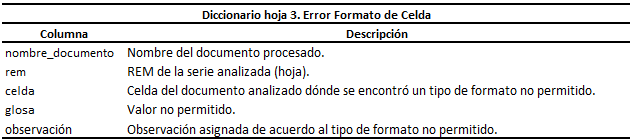 Diccionario hoja 3. Error Formato de Celda
Columna Descripción
nombre_documento Nombre del documento procesado.
rem REM de la serie analizada (hoja).
celda Celda del documento analizado dónde se encontró un tipo de formato no permitido.
glosa Valor no permitido.
observación Observación asignada de acuerdo al tipo de formato no permitido.